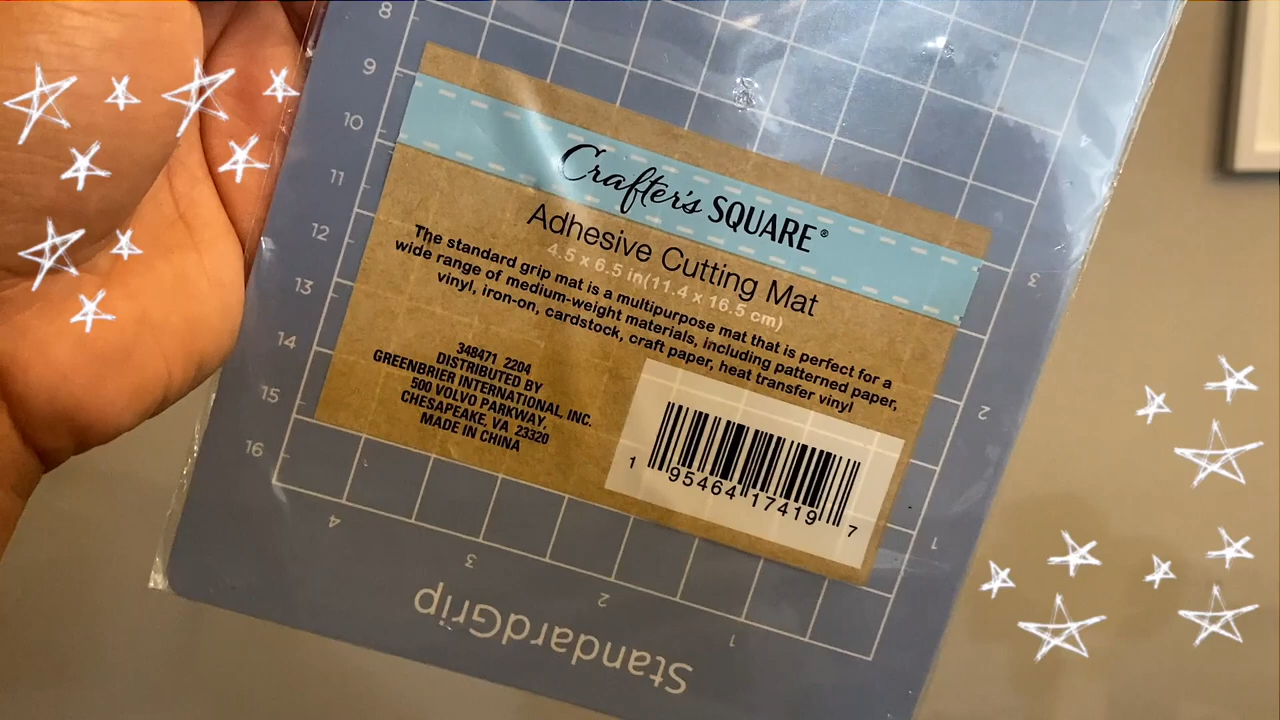 8
9
10
11
12
13
14
15
16
Crafter's SQUARE®
Adhesive Cutting Mat
4.5 x 6.5 in(11.4 x 16.5 cm)
The standard grip mat is a multipurpose mat that is perfect for a
wide range of medium-weight materials, including patterned paper,
vinyl, iron-on, cardstock, craft paper, heat transfer vinyl
348471 2204
DISTRIBUTED BY
GREENBRIER INTERNATIONAL, INC.
500 VOLVO PARKWAY,
CHESAPEAKE, VA 23320
MADE IN CHINA
1 95464 17419 7
4
3
2
1
4
3
2
1
StandardGrip